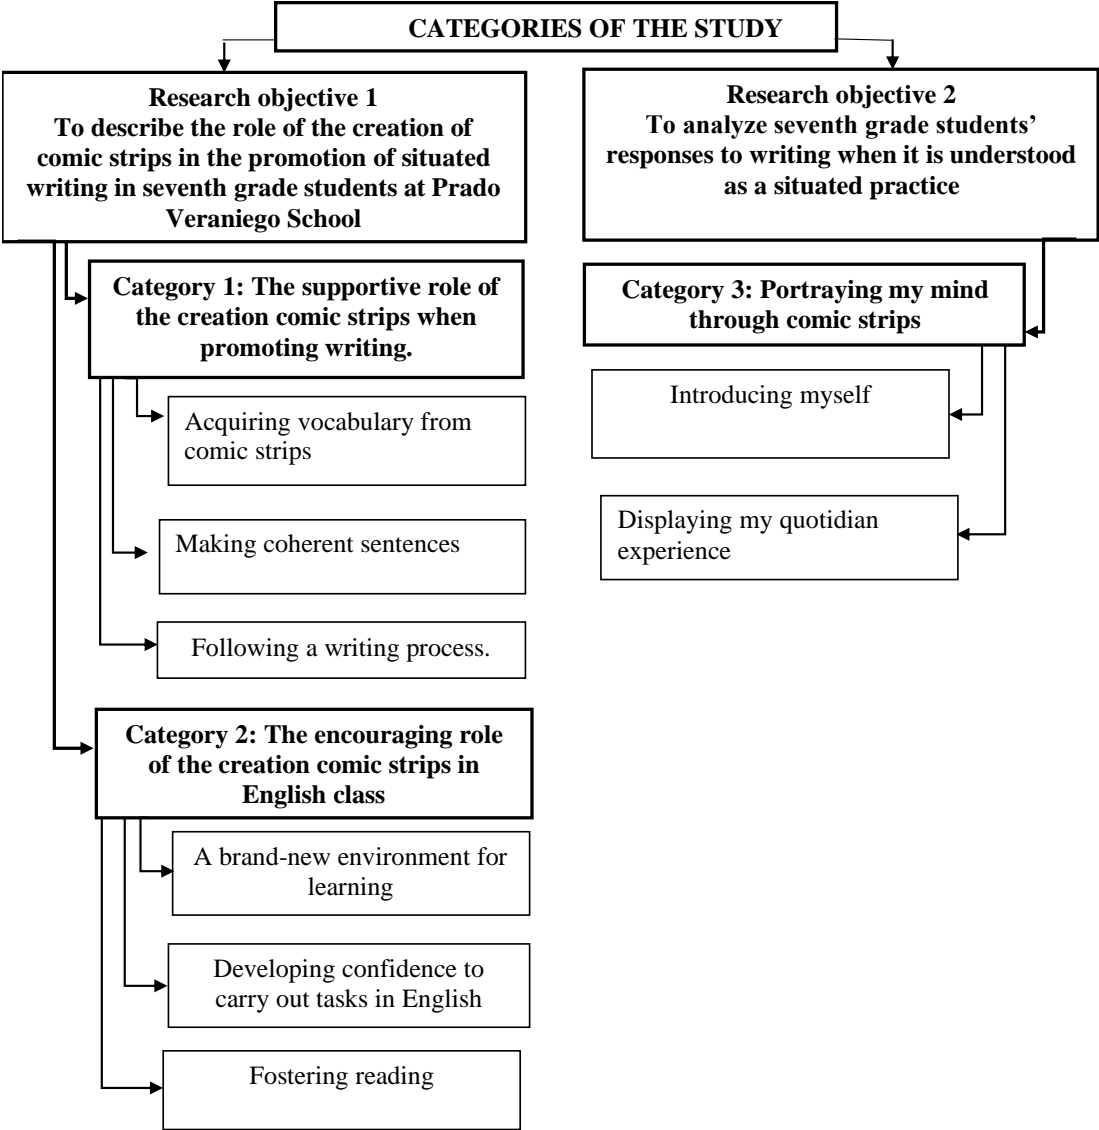 CATEGORIES OF THE STUDY
Research objective 1
To describe the role of the creation of
comic strips in the promotion of situated
writing in seventh grade students at Prado
Veraniego School
Research objective 2
To analyze seventh grade students’
responses to writing when it is understood
as a situated practice
Category 1: The supportive role of
the creation comic strips when
promoting writing.
Acquiring vocabulary from
comic strips
Making coherent sentences
Following a writing process.
Category 2: The encouraging role
of the creation comic strips in
English class
A brand-new environment for
learning
Developing confidence to
carry out tasks in English
Fostering reading
Category 3: Portraying my mind
through comic strips
Introducing myself
Displaying my quotidian
experience